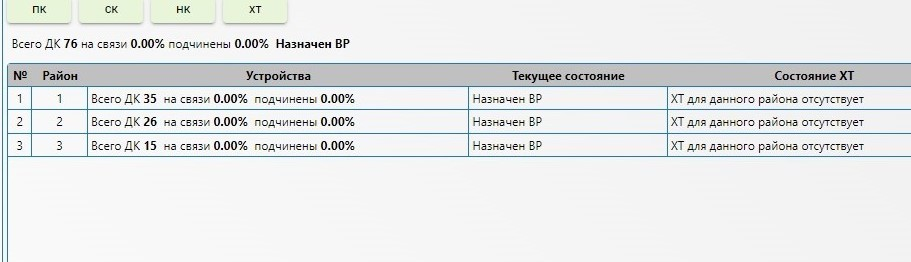 ПК СК НК ХТ
Всего ДК 76 на связи 0.00% подчинены 0.00% Назначен ВР
№ Район Устройства Текущее состояние Состояние ХТ
1 1 Всего ДК 35 на связи 0.00% подчинены 0.00% Назначен ВР ХТ для данного района отсутствует
2 2 Всего ДК 26 на связи 0.00% подчинены 0.00% Назначен ВР ХТ для данного района отсутствует
3 3 Всего ДК 15 на связи 0.00% подчинены 0.00% Назначен ВР ХТ для данного района отсутствует